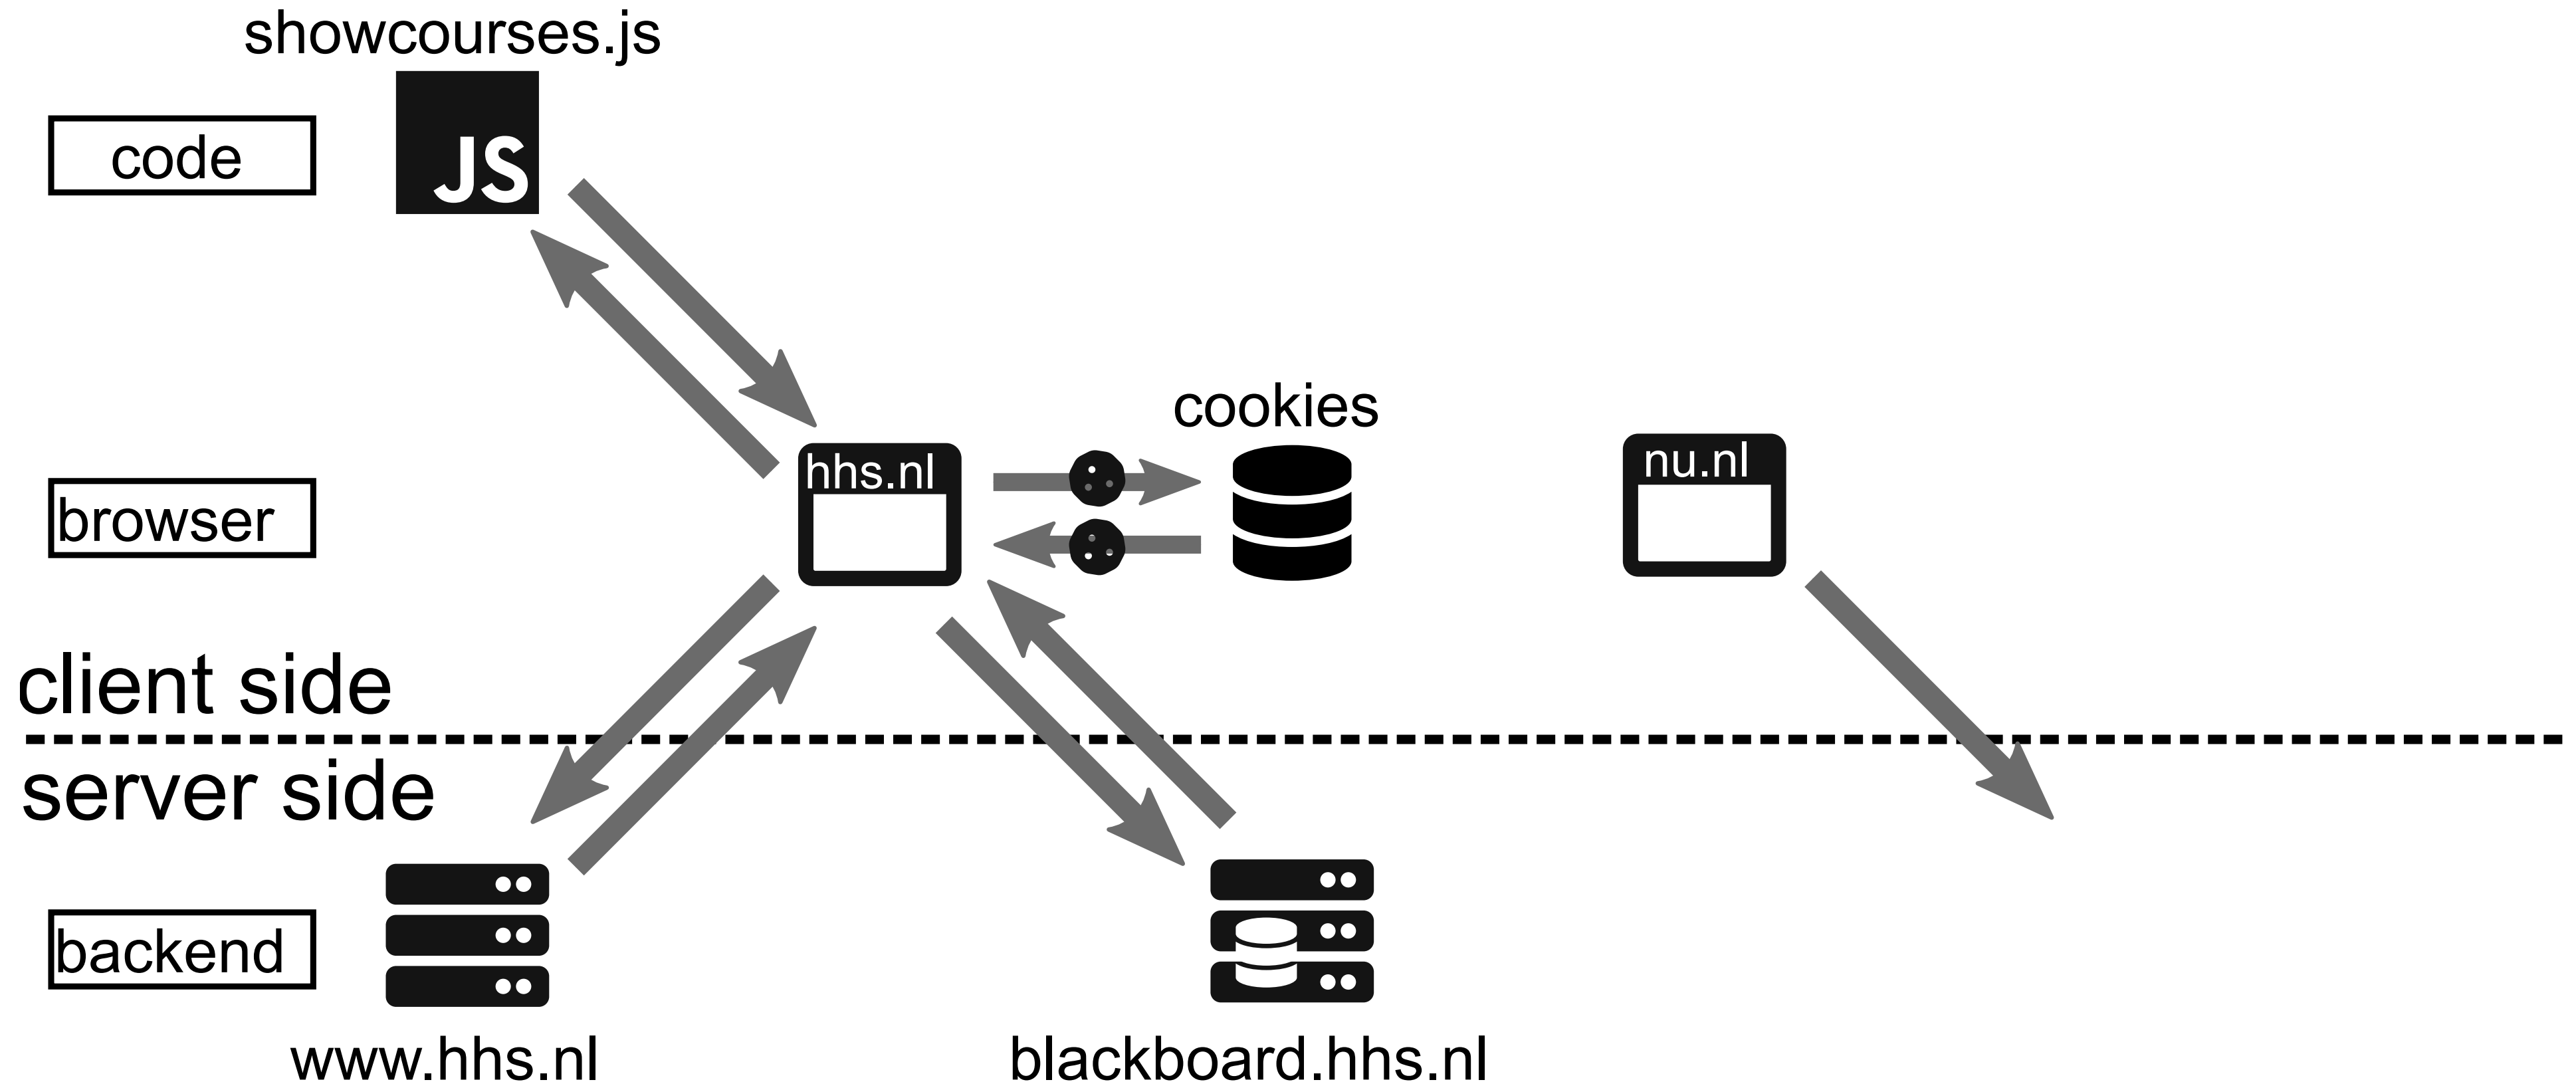 showcourses.js
code
JS
cookies
hhs.nl
nu.nl
browser
client side
server side
backend
www.hhs.nl
blackboard.hhs.nl